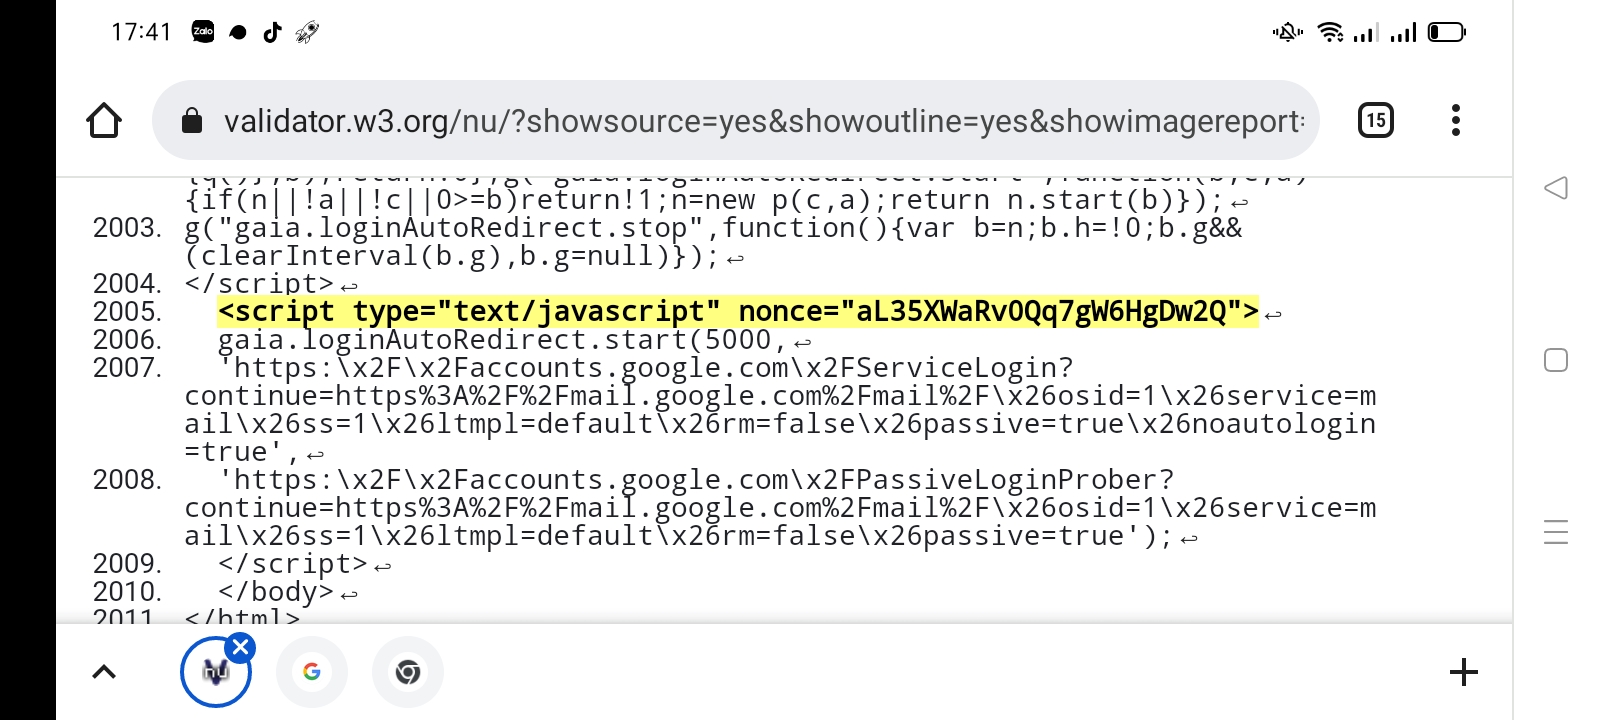 17:41 Zalo
validator.w3.org/nu/?showsource=yes&showoutline=yes&showimagereport= 15
{if(n||!a||!c||0>=b)return!1;n=new p(c,a);return n.start(b)});↩
2003. g("gaia.loginAutoRedirect.stop",function(){var b=n;b.h=!0;b.g&&
(clearInterval(b.g),b.g=null)});↩
2004. </script>↩
2005. <script type="text/javascript" nonce="aL35XWaRv0Qq7gW6HgDw2Q">↩
2006. gaia.loginAutoRedirect.start(5000,↩
2007. 'https:\x2F\x2Faccounts.google.com\x2FServiceLogin?
continue=https%3A%2F%2Fmail.google.com%2Fmail%2F\x26osid=1\x26service=m
ail\x26ss=1\x26ltmpl=default\x26rm=false\x26passive=true\x26noautologin
=true',↩
2008. 'https:\x2F\x2Faccounts.google.com\x2FPassiveLoginProber?
continue=https%3A%2F%2Fmail.google.com%2Fmail%2F\x26osid=1\x26service=m
ail\x26ss=1\x26ltmpl=default\x26rm=false\x26passive=true');↩
2009. </script>↩
2010. </body>↩
2011. </html>
nu